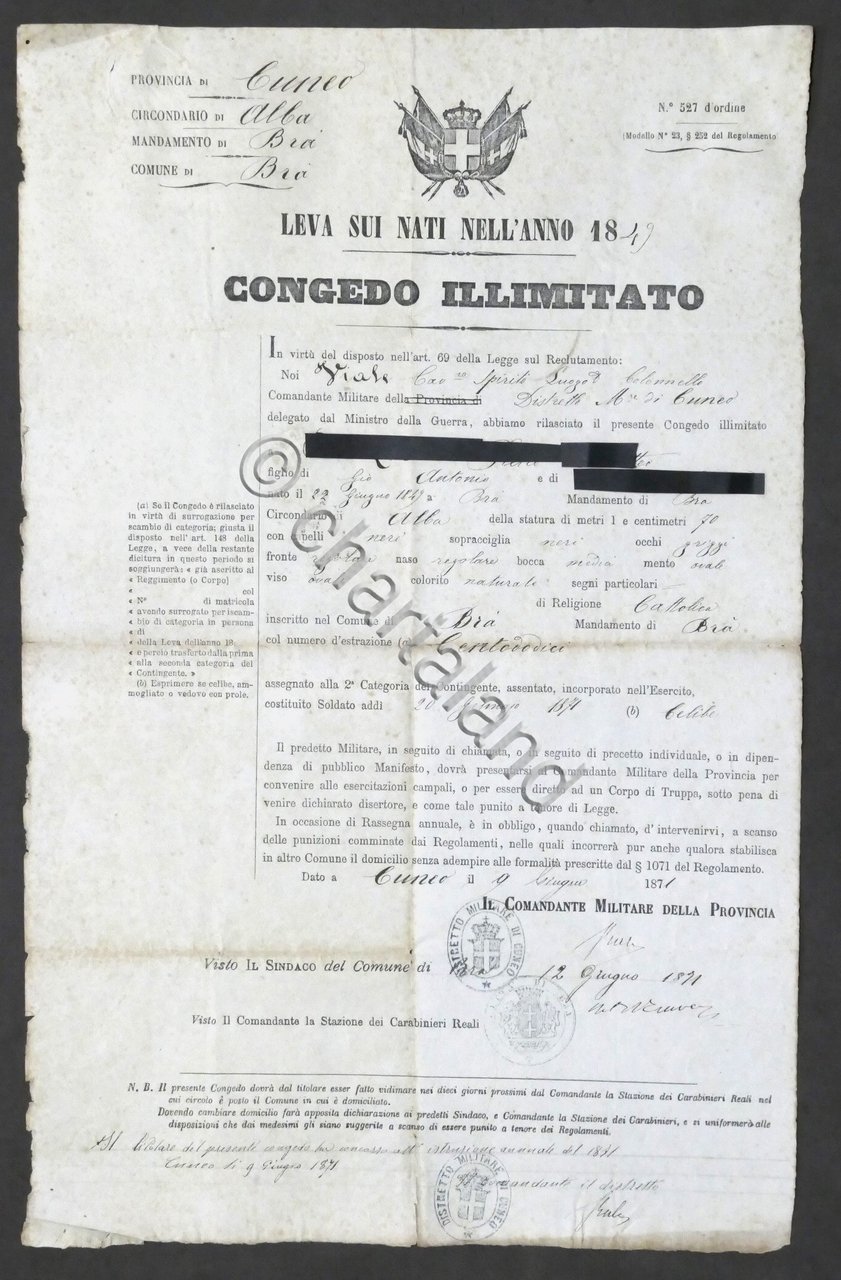 PROVINCIA DI Cuneo
CIRCONDARIO DI Alba
MANDAMENTO DI Brà
COMUNE DI Brà
N.° 527 d'ordine
(Modello N° 23, § 252 del Regolamento)
LEVA SUI NATI NELL'ANNO 1849
CONGEDO ILLIMITATO
In virtù del disposto nell'art. 69 della Legge sul Reclutamento:
Noi Viale Cav.re Spirito Luogot Colonnello
Comandante Militare della Provincia di Distrett M.re di Cuneo
delegato dal Ministro della Guerra, abbiamo rilasciato il presente Congedo illimitato
a
figlio di Gio Antonio e di
nato il 22 Giugno 1849 a Brà Mandamento di Brà
Circondario di Alba della statura di metri 1 e centimetri 70
con pelli neri sopracciglia neri occhi griggi
fronte regolare naso regolare bocca media mento ovale
viso ovale colorito naturale segni particolari
di Religione Cattolica
inscritto nel Comune di Brà Mandamento di Brà
col numero d'estrazione (a) Centododici
assegnato alla 2ª Categoria del Contingente, assentato, incorporato nell'Esercito,
costituito Soldato addì 20 Gennaio 1871 (b) Celibe
(a) Se il Congedo è rilasciato
in virtù di surrogazione per
scambio di categoria; giusta il
disposto nell'art. 148 della
Legge, a vece della restante
dicitura in questo periodo si
soggiungerà: « già ascritto al
« Reggimento (o Corpo)
« col
« N° di matricola
« avendo surrogato per iscam-
« bio di categoria in persona
« di
« della Leva dell'anno 18
« e perciò trasferto dalla prima
« alla seconda categoria del
« Contingente. »
(b) Esprimere se celibe, am-
mogliato o vedovo con prole.
Il predetto Militare, in seguito di chiamata, o in seguito di precetto individuale, o in dipen-
denza di pubblico Manifesto, dovrà presentarsi al Comandante Militare della Provincia per
convenire alle esercitazioni campali, o per essere diretto ad un Corpo di Truppa, sotto pena di
venire dichiarato disertore, e come tale punito a tenore di Legge.
In occasione di Rassegna annuale, è in obbligo, quando chiamato, d'intervenirvi, a scanso
delle punizioni comminate dai Regolamenti, nelle quali incorrerà pur anche qualora stabilisca
in altro Comune il domicilio senza adempire alle formalità prescritte dal § 1071 del Regolamento.
Dato a Cuneo il 9 Giugno 1871
IL COMANDANTE MILITARE DELLA PROVINCIA
DISTRETTO MILITARE DI CUNEO
Visto IL SINDACO del Comune di Brà 12 Giugno 1871
Visto Il Comandante la Stazione dei Carabinieri Reali
N. B. Il presente Congedo dovrà dal titolare esser fatto vidimare nei dieci giorni prossimi dal Comandante la Stazione dei Carabinieri Reali nel
cui circolo è posto il Comune in cui è domiciliato.
Dovendo cambiare domicilio farà apposita dichiarazione ai predetti Sindaco, e Comandante la Stazione dei Carabinieri, e si uniformerà alle
disposizioni che dai medesimi gli siano suggerite a scanso di essere punito a tenore dei Regolamenti.
Il titolare del presente congedo ha concorso all'istruzione annuale del 1871
Cuneo li 9 Giugno 1871
Il Comandante il distretto
DISTRETTO MILITARE DI CUNEO
© chartaland